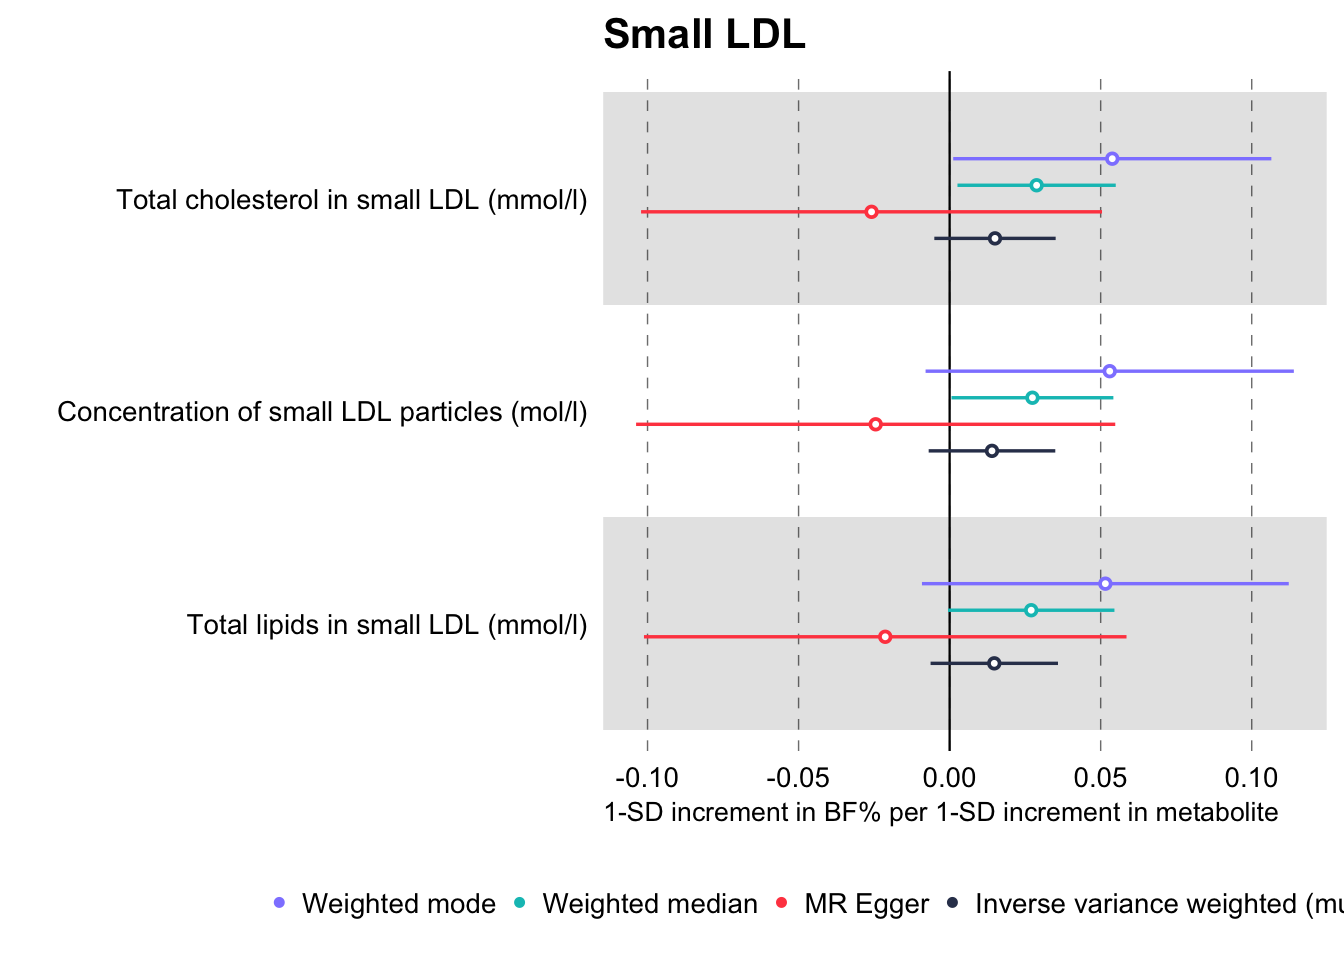 Small LDL
Total cholesterol in small LDL (mmol/l)
Concentration of small LDL particles (mol/l)
Total lipids in small LDL (mmol/l)
-0.10 -0.05 0.00 0.05 0.10
1-SD increment in BF% per 1-SD increment in metabolite
Weighted mode Weighted median MR Egger Inverse variance weighted